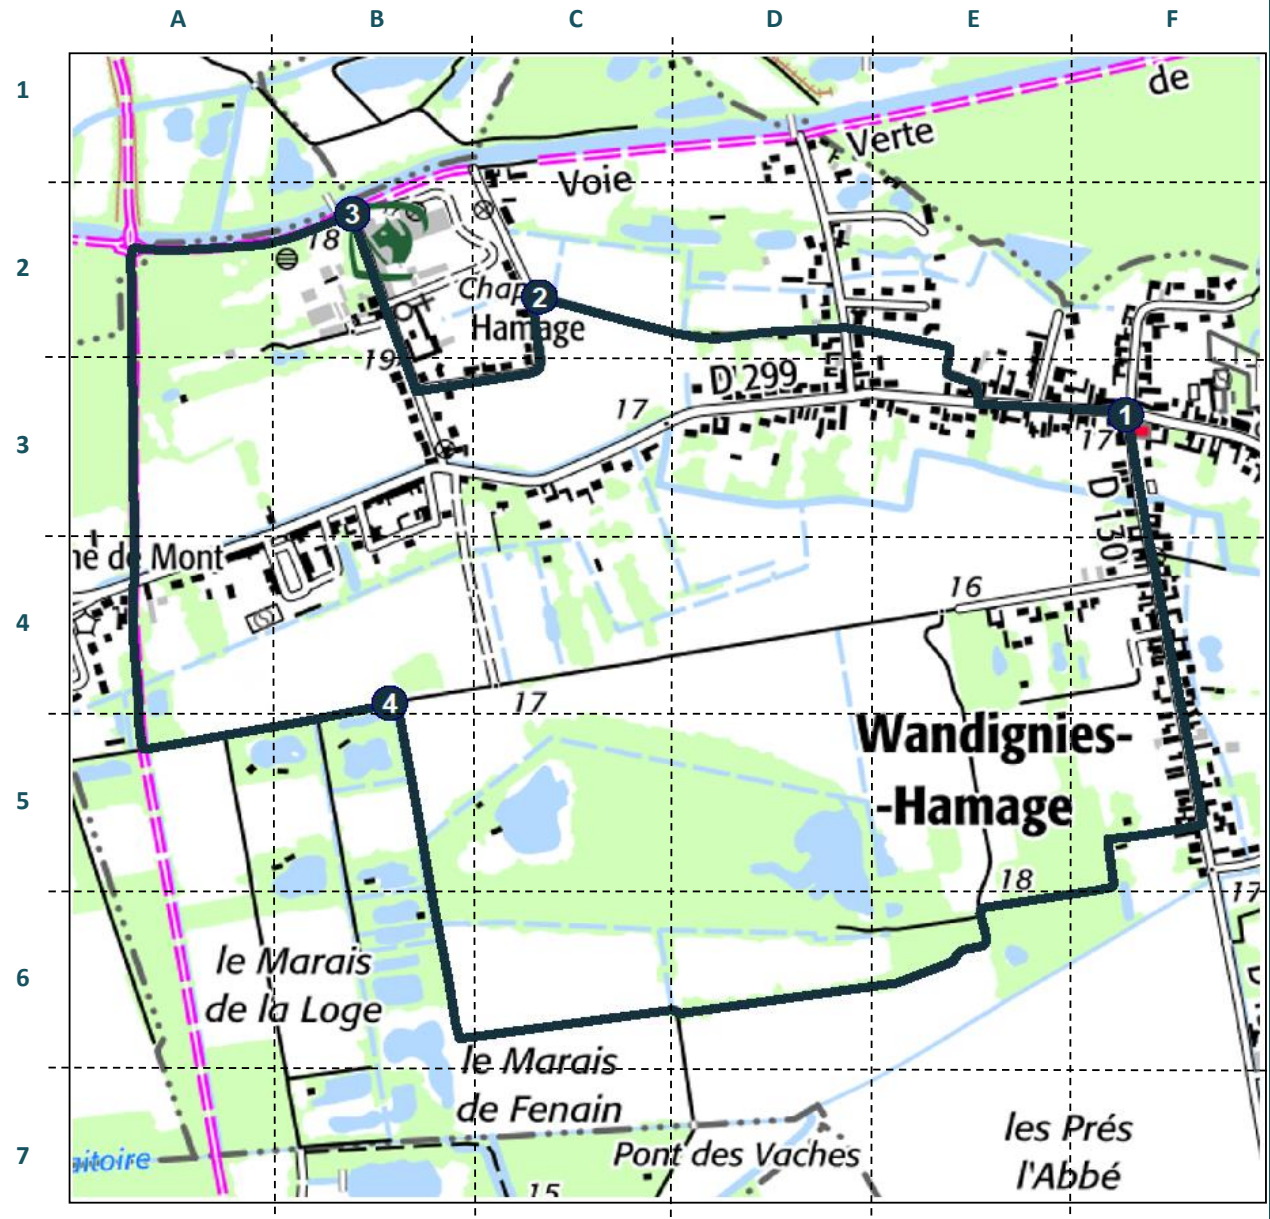 A B C D E F
1
de
Verte
Voie
3
18
2
Chap
2
Hamage
19
D 299
17
1
17
3
D 130
né de Mont
16
4
4
17
Wandignies-
-Hamage
5
18
17
le Marais
de la Loge
6
le Marais
de Fenain
les Prés
l'Abbé
Pont des Vaches
7
15